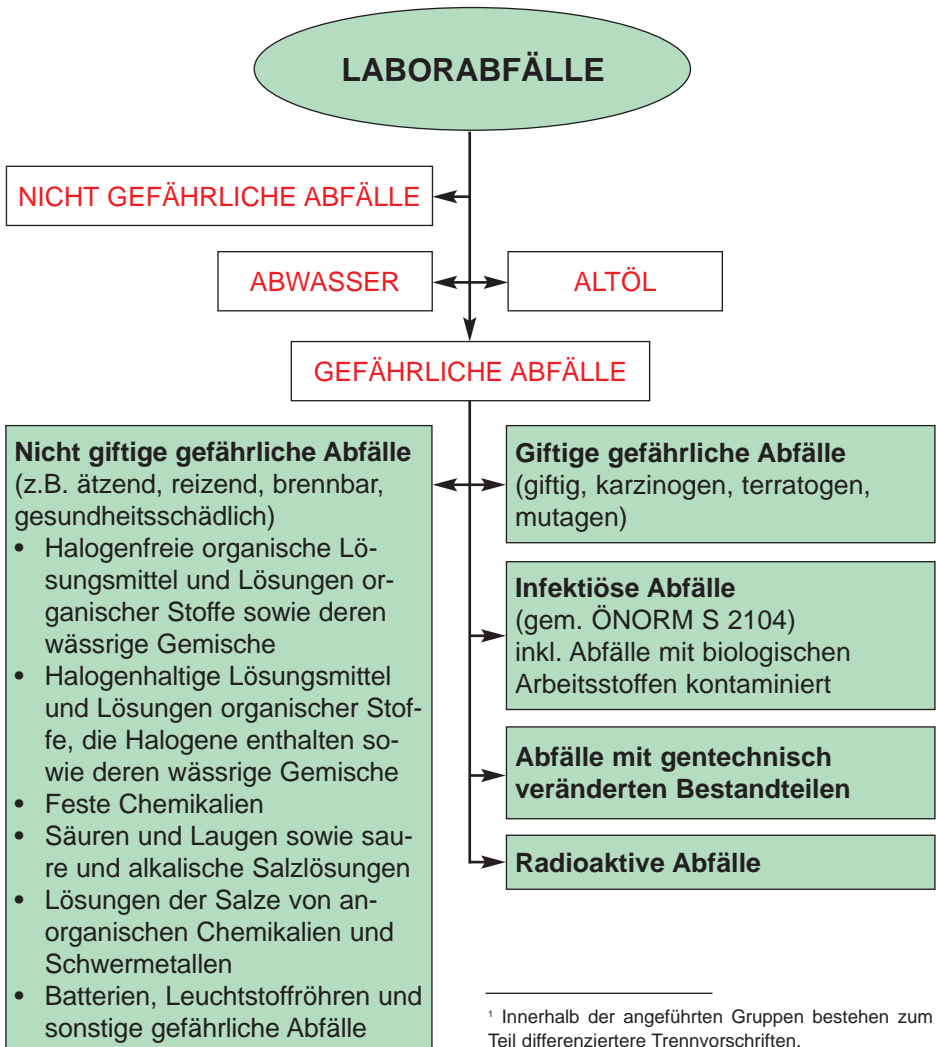 LABORABFÄLLE
NICHT GEFÄHRLICHE ABFÄLLE
ABWASSER
ALTÖL
GEFÄHRLICHE ABFÄLLE
Nicht giftige gefährliche Abfälle
(z.B. ätzend, reizend, brennbar,
gesundheitsschädlich)
• Halogenfreie organische Lö-
sungsmittel und Lösungen or-
ganischer Stoffe sowie deren
wässrige Gemische
• Halogenhaltige Lösungsmittel
und Lösungen organischer Stof-
fe, die Halogene enthalten so-
wie deren wässrige Gemische
• Feste Chemikalien
• Säuren und Laugen sowie sau-
re und alkalische Salzlösungen
• Lösungen der Salze von an-
organischen Chemikalien und
Schwermetallen
• Batterien, Leuchtstoffröhren und
sonstige gefährliche Abfälle
Giftige gefährliche Abfälle
(giftig, karzinogen, terratogen,
mutagen)
Infektiöse Abfälle
(gem. ÖNORM S 2104)
inkl. Abfälle mit biologischen
Arbeitsstoffen kontaminiert
Abfälle mit gentechnisch
veränderten Bestandteilen
Radioaktive Abfälle
¹ Innerhalb der angeführten Gruppen bestehen zum
Teil differenziertere Trennvorschriften.